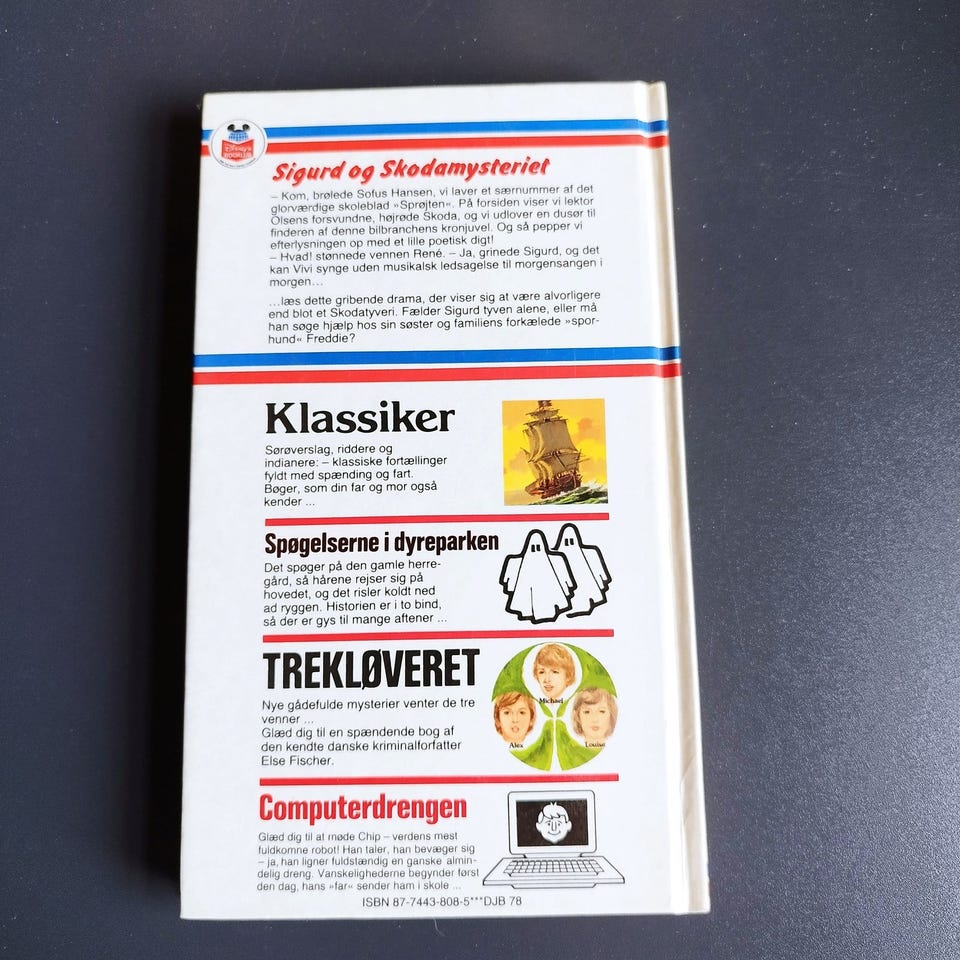 Disney's
BOGKLUB
Sigurd og Skodamysteriet
– Kom, brølede Sofus Hansen, vi laver et særnummer af det
glorværdige skoleblad »Sprøjten«. På forsiden viser vi lektor
Olsens forsvundne, højrøde Skoda, og vi udlover en dusør til
finderen af denne bilbranchens kronjuvel. Og så pepper vi
efterlysningen op med et lille poetisk digt!
– Hvad! stønnede vennen René. – Ja, grinede Sigurd, og det
kan Vivi synge uden musikalsk ledsagelse til morgensangen i
morgen...
...læs dette gribende drama, der viser sig at være alvorligere
end blot et Skodatyveri. Fælder Sigurd tyven alene, eller må
han søge hjælp hos sin søster og familiens forkælede »spor-
hund« Freddie?
Klassiker
Sørøverslag, riddere og
indianere: – klassiske fortællinger
fyldt med spænding og fart.
Bøger, som din far og mor også
kender ...
Spøgelserne i dyreparken
Det spøger på den gamle herre-
gård, så hårene rejser sig på
hovedet, og det risler koldt ned
ad ryggen. Historien er i to bind,
så der er gys til mange aftener ...
TREKLØVERET
Nye gådefulde mysterier venter de tre
venner ...
Glæd dig til en spændende bog af
den kendte danske kriminalforfatter
Else Fischer.
Michael
Alex
Louise
Computerdrengen
Glæd dig til at møde Chip – verdens mest
fuldkomne robot! Han taler, han bevæger sig
– ja, han ligner fuldstændig en ganske almin-
delig dreng. Vanskelighederne begynder først
den dag, hans »far« sender ham i skole ...
ISBN 87-7443-808-5***DJB 78